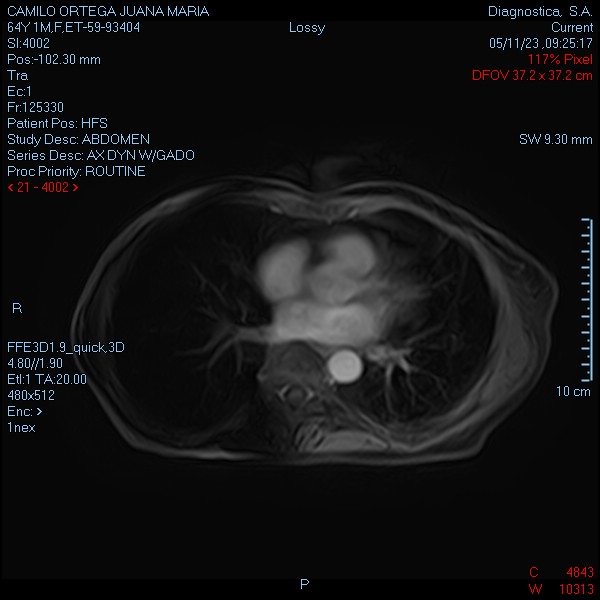 CAMILO ORTEGA JUANA MARIA
64Y 1M,F,ET-59-93404
SI:4002
Pos:-102.30 mm
Tra
Ec:1
Fr:125330
Patient Pos: HFS
Study Desc: ABDOMEN
Series Desc: AX DYN W/GADO
Proc Priority: ROUTINE
< 21 - 4002 >
Lossy
Diagnostica, S.A.
Current
05/11/23 ,09:25:17
117% Pixel
DFOV 37.2 x 37.2 cm
SW 9.30 mm
R
FFE3D1.9_quick,3D
4.80//1.90
Etl:1 TA:20.00
480x512
Enc: >
1nex
10 cm
P
C 4843
W 10313